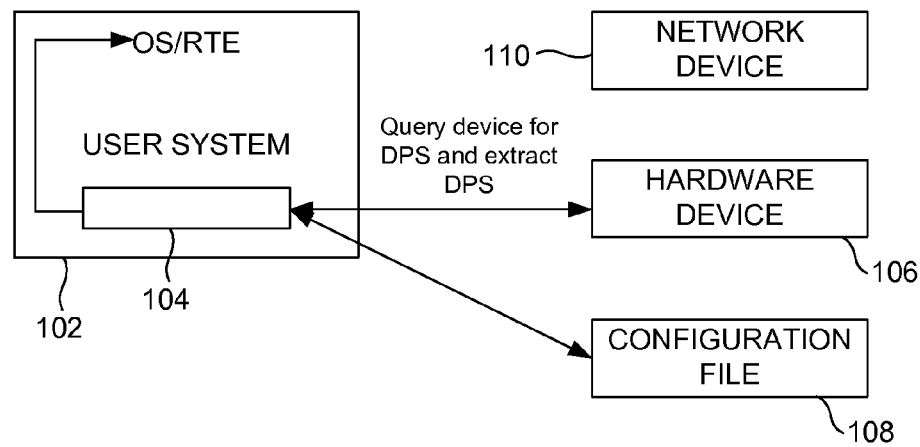 OS/RTE
USER SYSTEM
104
102
Query device for
DPS and extract
DPS
110
NETWORK
DEVICE
HARDWARE
DEVICE
106
CONFIGURATION
FILE
108